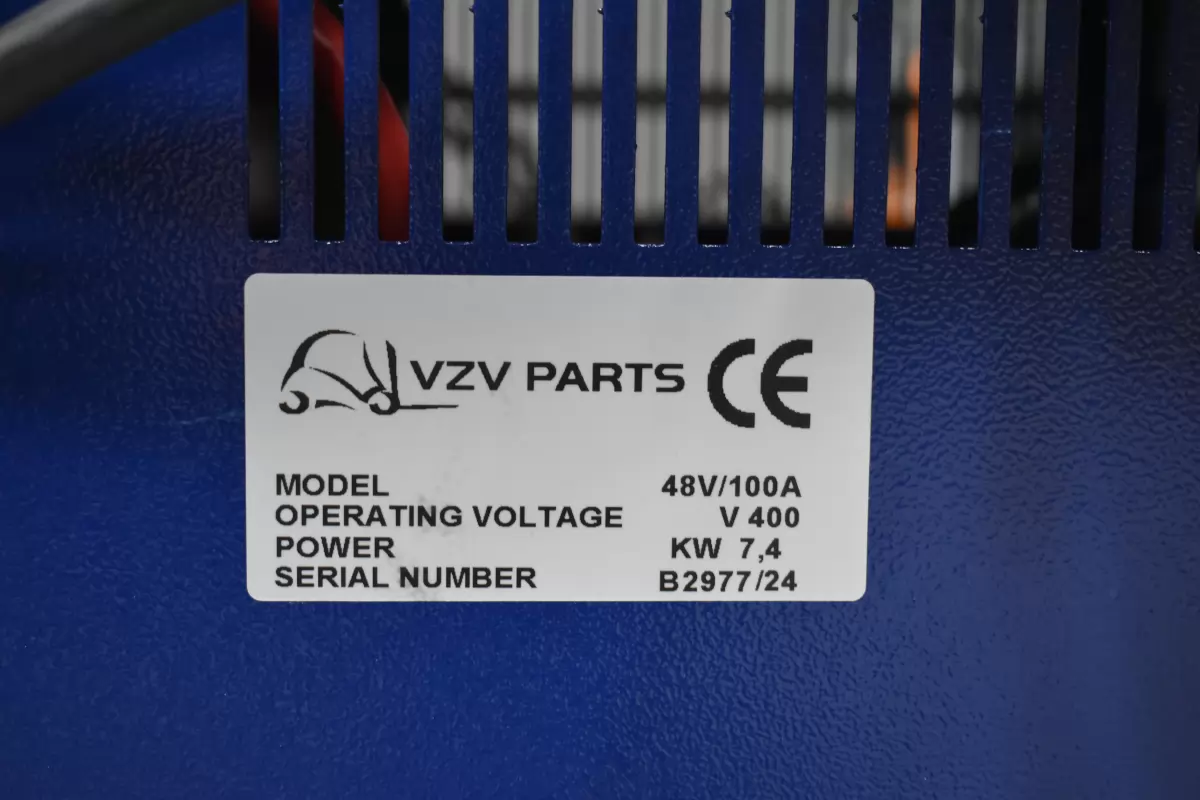 VZV PARTS CE
MODEL 48V/100A
OPERATING VOLTAGE V 400
POWER KW 7,4
SERIAL NUMBER B2977/24